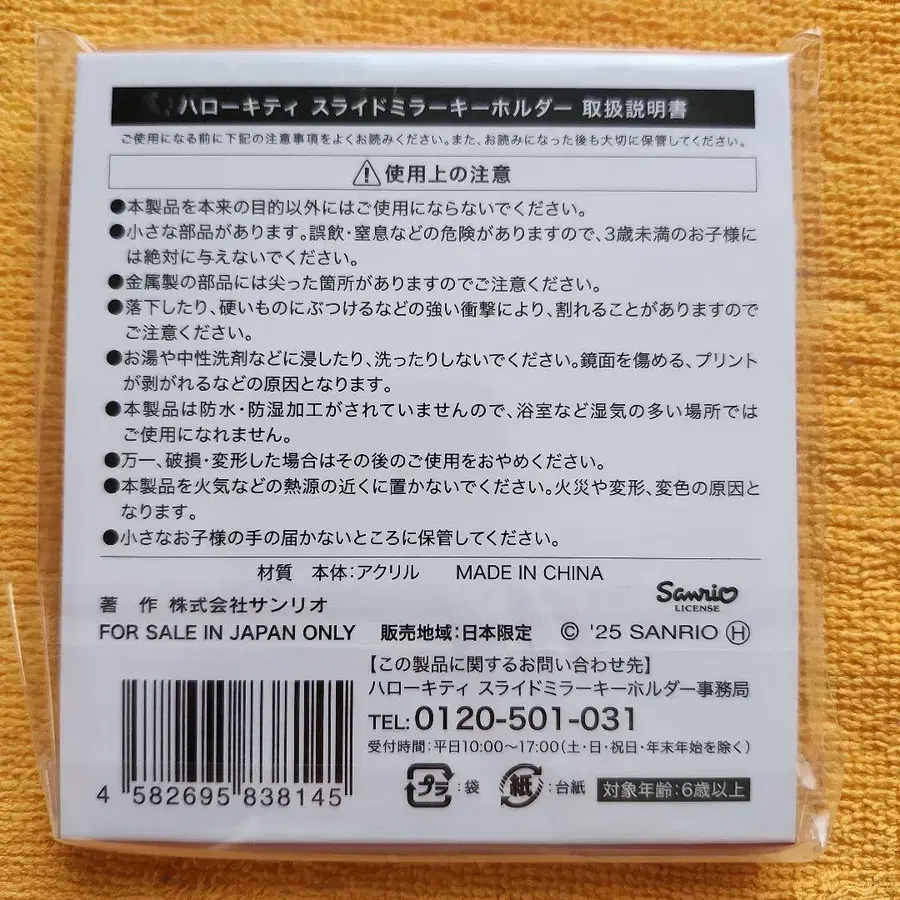 ハローキティ スライドミラーキーホルダー 取扱説明書
ご使用になる前に下記の注意事項をよくお読みください。また、お読みになった後も大切に保管してください。
⚠使用上の注意
●本製品を本来の目的以外にはご使用にならないでください。
●小さな部品があります。誤飲・窒息などの危険がありますので、3歳未満のお子様に
は絶対に与えないでください。
●金属製の部品には尖った箇所がありますのでご注意ください。
●落下したり、硬いものにぶつけるなどの強い衝撃により、割れることがありますので
ご注意ください。
●お湯や中性洗剤などに浸したり、洗ったりしないでください。鏡面を傷める、プリント
が剥がれるなどの原因となります。
●本製品は防水・防湿加工がされていませんので、浴室など湿気の多い場所では
ご使用になれません。
●万一、破損・変形した場合はその後のご使用をおやめください。
●本製品を火気などの熱源の近くに置かないでください。火災や変形、変色の原因と
なります。
●小さなお子様の手の届かないところに保管してください。
材質 本体:アクリル MADE IN CHINA
Sanrio
LICENSE
著 作 株式会社サンリオ
FOR SALE IN JAPAN ONLY 販売地域:日本限定 © '25 SANRIO Ⓗ
【この製品に関するお問い合わせ先】
ハローキティ スライドミラーキーホルダー事務局
TEL:0120-501-031
受付時間:平日10:00〜17:00(土・日・祝日・年末年始を除く)
プラ:袋 紙:台紙 対象年齢:6歳以上
4 582695 838145